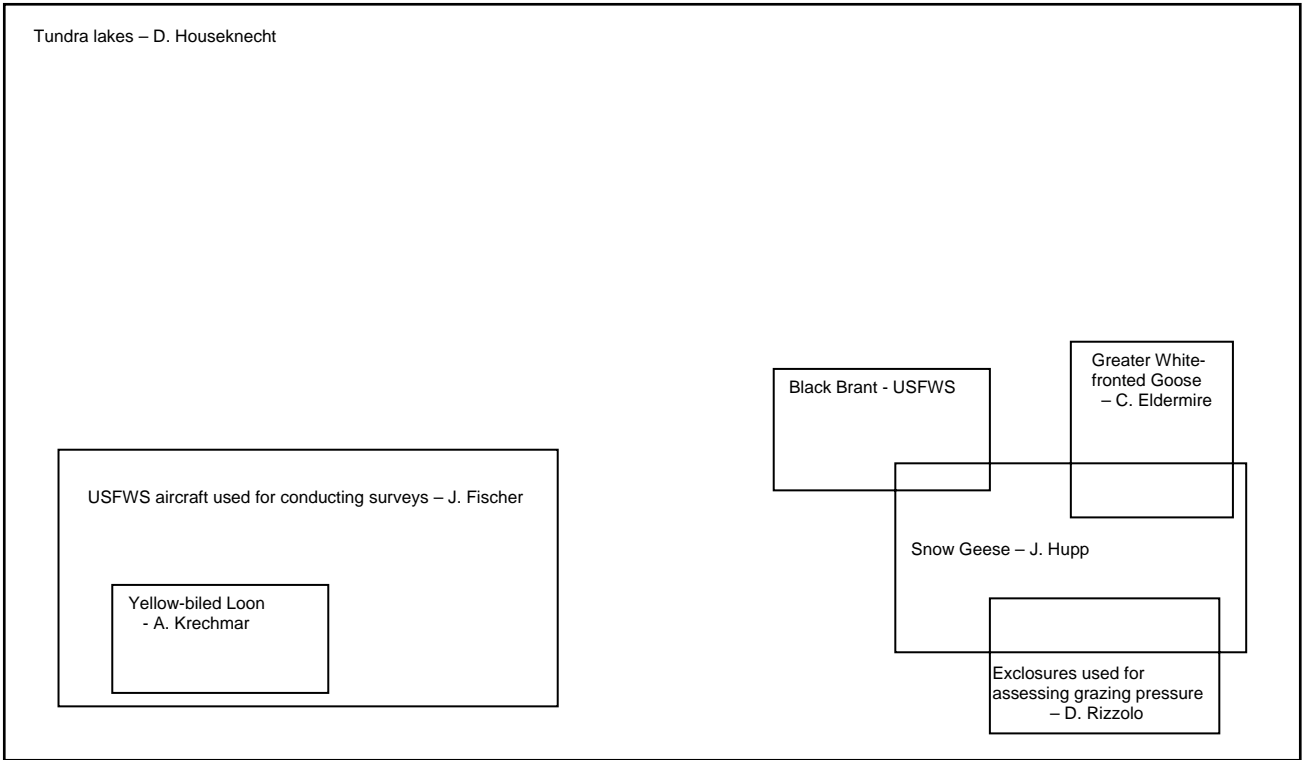 Tundra lakes – D. Houseknecht
Black Brant - USFWS
Greater White-
fronted Goose
– C. Eldermire
USFWS aircraft used for conducting surveys – J. Fischer
Snow Geese – J. Hupp
Yellow-biled Loon
- A. Krechmar
Exclosures used for
assessing grazing pressure
– D. Rizzolo